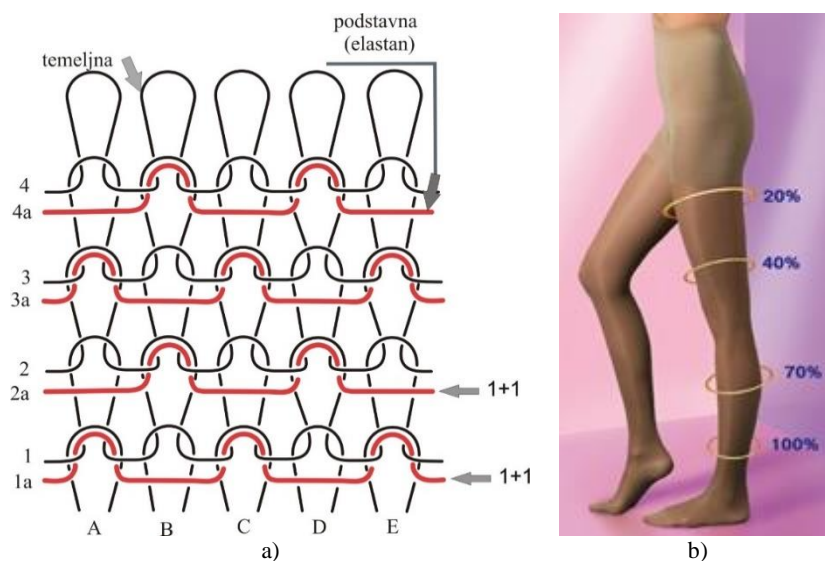 podstavna
(elastan)
temeljna
4
4a
3
3a
2
2a
1+1
1
1a
1+1
A B C D E
a)
20%
40%
70%
100%
b)